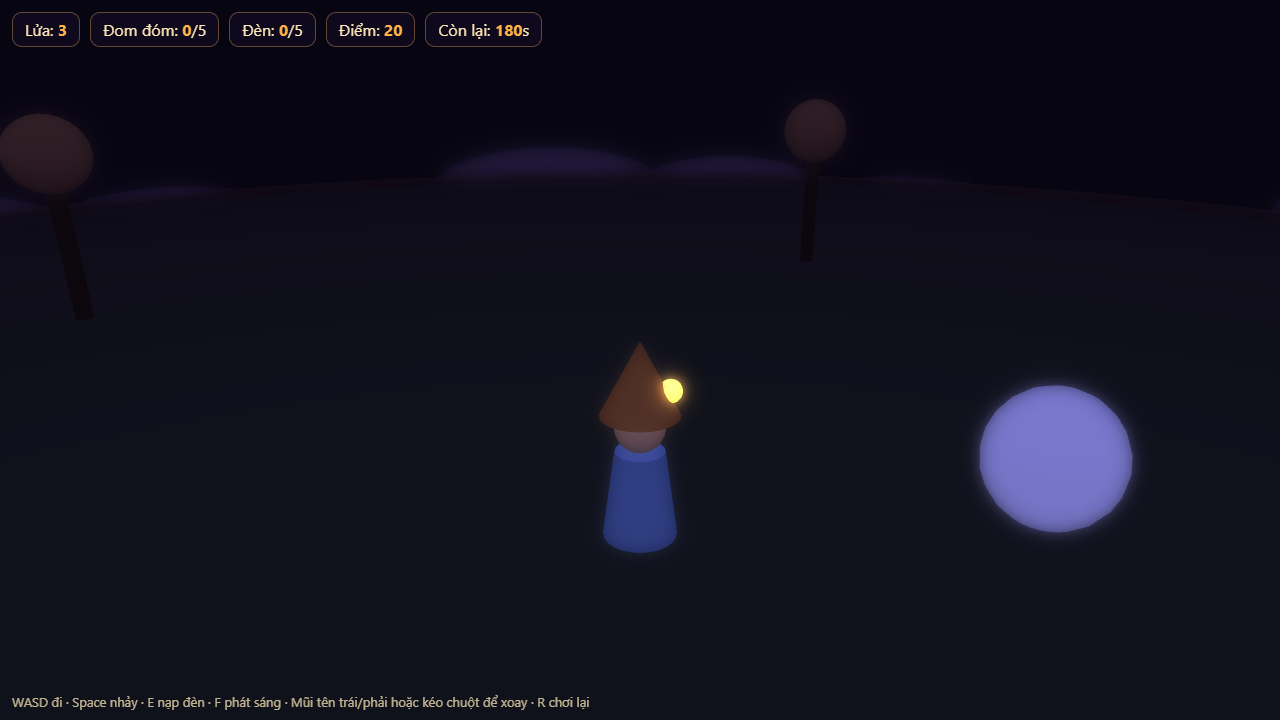 Lửa: 3 Đom đóm: 0/5 Đèn: 0/5 Điểm: 20 Còn lại: 180s
WASD đi · Space nhảy · E nạp đèn · F phát sáng · Mũi tên trái/phải hoặc kéo chuột để xoay · R chơi lại